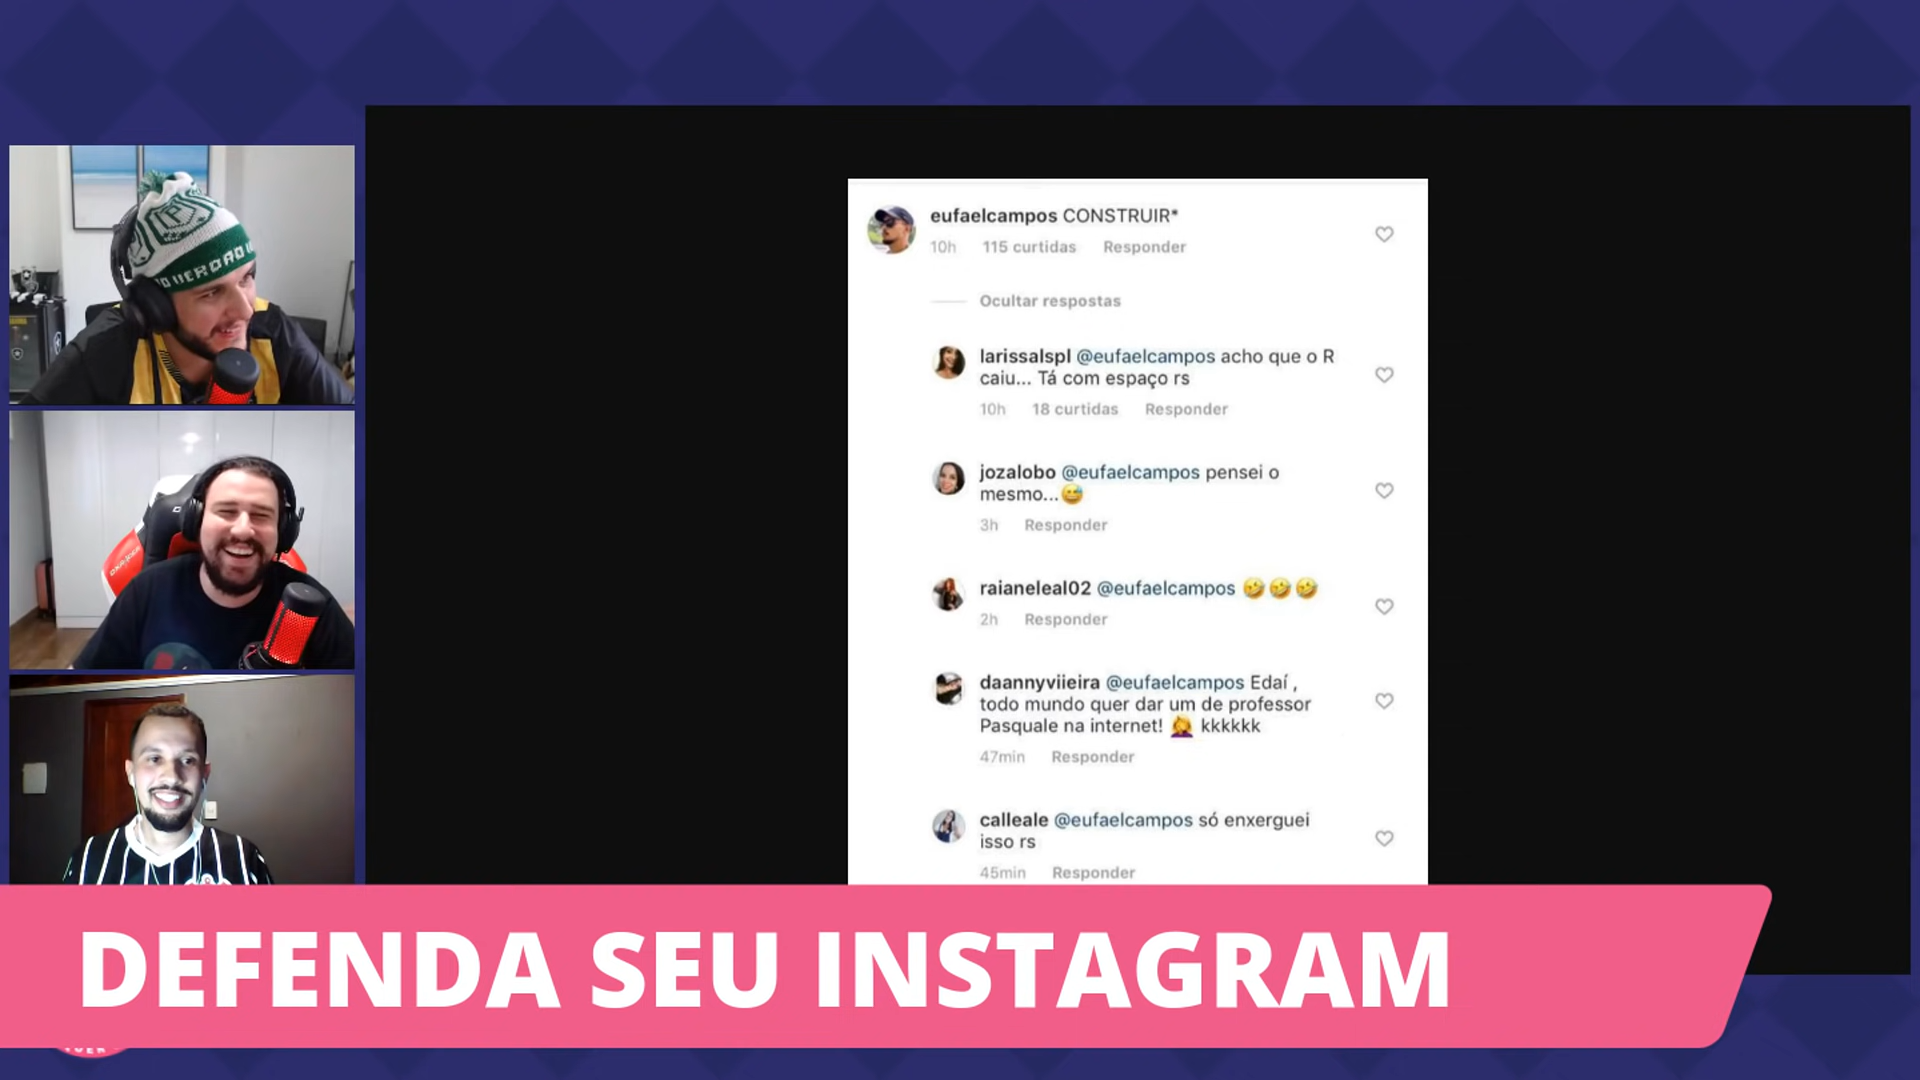 eufaelcampos CONSTRUIR*
10h 115 curtidas Responder
Ocultar respostas
larissalspl @eufaelcampos acho que o R
caiu... Tá com espaço rs
10h 18 curtidas Responder
jozalobo @eufaelcampos pensei o
mesmo...😅
3h Responder
raianeleal02 @eufaelcampos 🤣🤣🤣
2h Responder
daannyviieira @eufaelcampos Edaí ,
todo mundo quer dar um de professor
Pasquale na internet! 🤦‍♀️ kkkkkk
47min Responder
calleale @eufaelcampos só enxerguei
isso rs
45min Responder
DEFENDA SEU INSTAGRAM